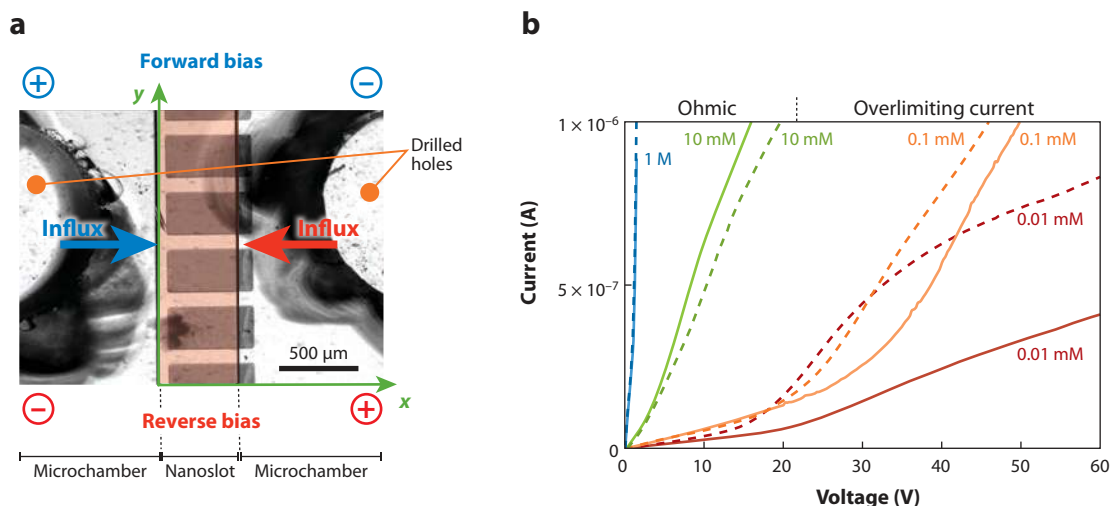 a
Forward bias
+
−
y
Drilled
holes
Influx
Influx
500 µm
x
−
+
Reverse bias
Microchamber
Nanoslot
Microchamber
b
Ohmic
Overlimiting current
1 × 10⁻⁶
1 M
10 mM
10 mM
0.1 mM
0.1 mM
0.01 mM
Current (A)
5 × 10⁻⁷
0.01 mM
0
0
10
20
30
40
50
60
Voltage (V)